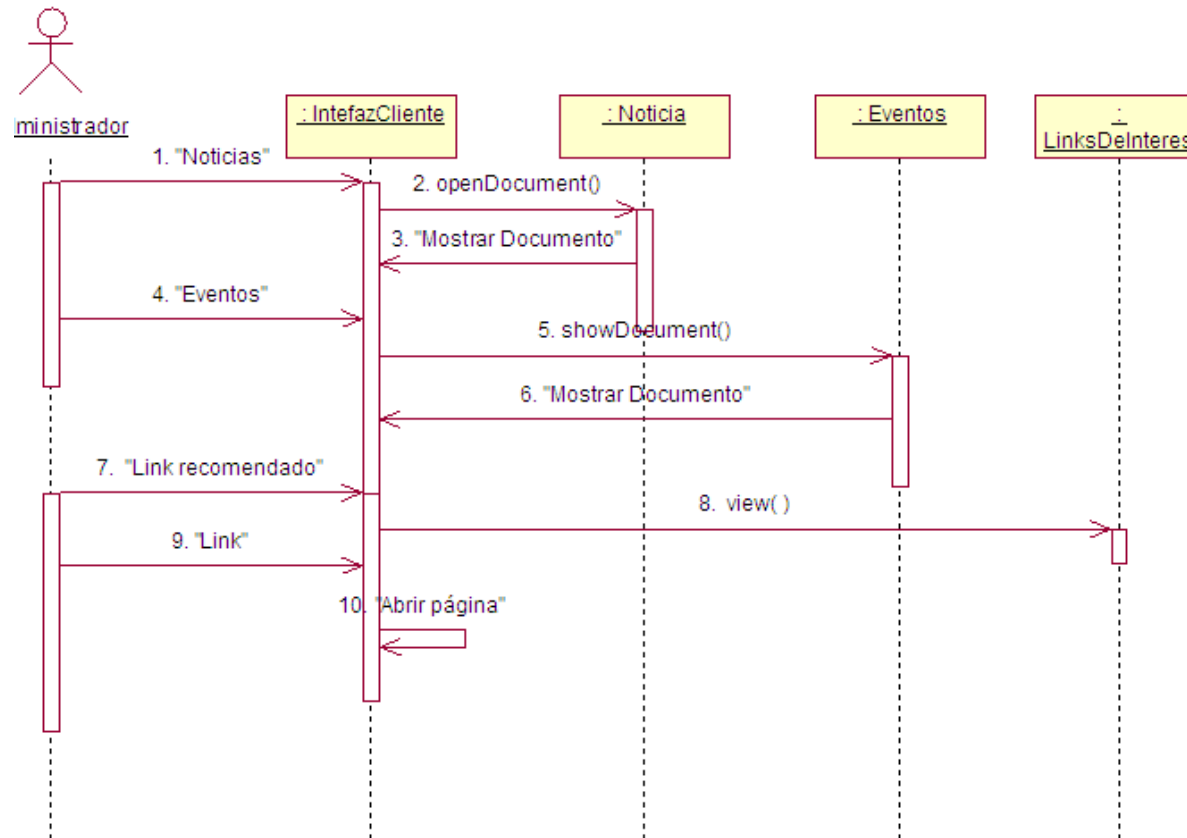 ministrador
: IntefazCliente
: Noticia
: Eventos
:
LinksDeInteres
1. "Noticias"
2. openDocument()
3. "Mostrar Documento"
4. "Eventos"
5. showDocument()
6. "Mostrar Documento"
7. "Link recomendado"
8. view( )
9. "Link"
10. "Abrir página"